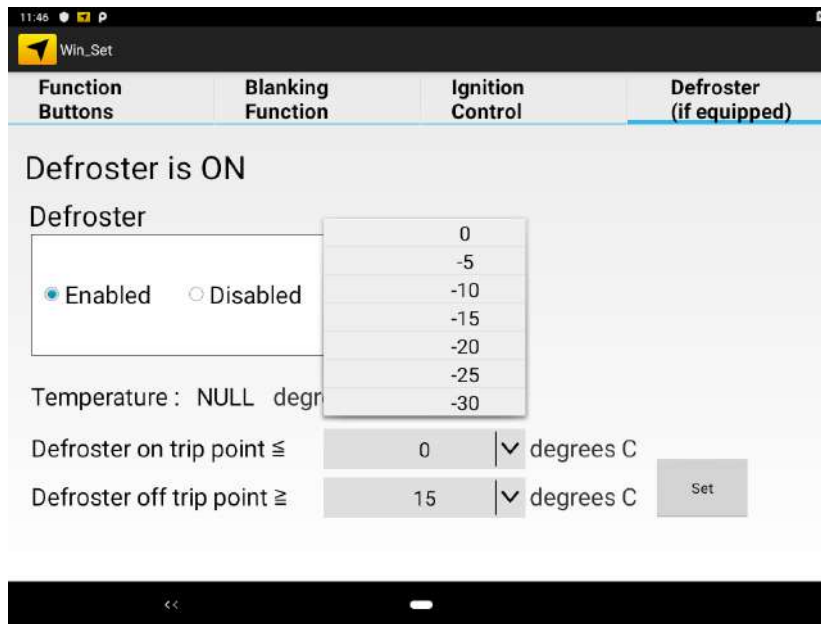 11:46
Win_Set
Function Buttons
Blanking Function
Ignition Control
Defroster (if equipped)
Defroster is ON
Defroster
Enabled
Disabled
0
-5
-10
-15
-20
-25
-30
Temperature : NULL
Defroster on trip point ≦ 0 degrees C
Defroster off trip point ≧ 15 degrees C
Set
<<